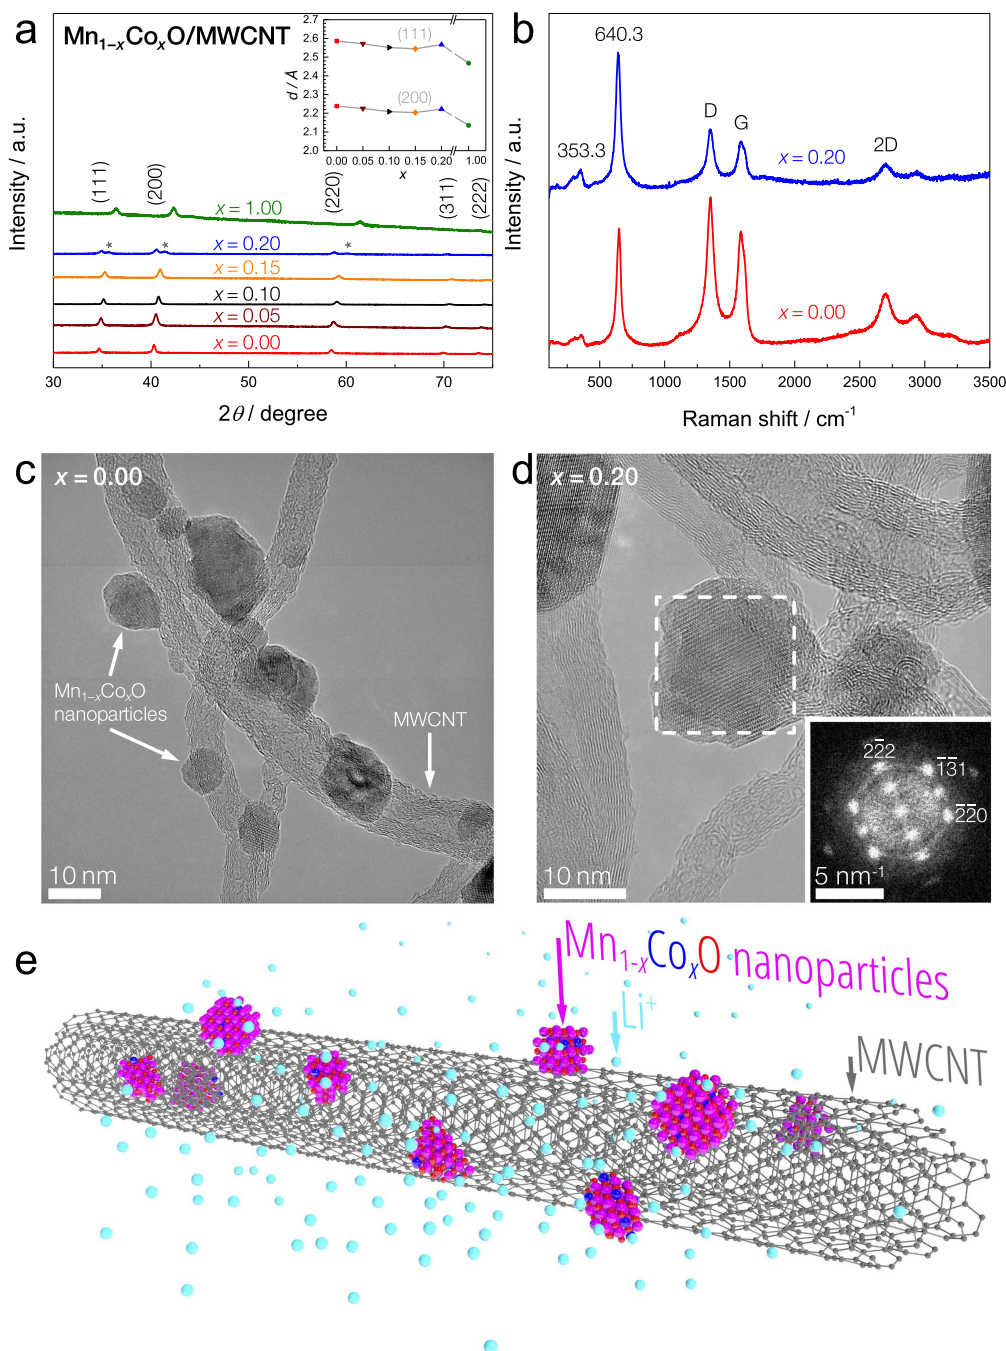 a
Mn1−xCoxO/MWCNT
2.7
2.6
2.5
2.4
2.3
2.2
2.1
2.0
d / Å
(111)
(200)
0.00 0.05 0.10 0.15 0.20 1.00
x
Intensity / a.u.
(111)
(200)
(220)
(311)
(222)
x = 1.00
* * *
x = 0.20
x = 0.15
x = 0.10
x = 0.05
x = 0.00
30 40 50 60 70
2θ / degree
b
640.3
353.3
D
G
2D
x = 0.20
x = 0.00
Intensity / a.u.
500 1000 1500 2000 2500 3000 3500
Raman shift / cm-1
c
x = 0.00
Mn1−xCoxO
nanoparticles
MWCNT
10 nm
d
x = 0.20
10 nm
22̅2
1̅3̅1
2̅2̅0
5 nm-1
e
Mn1-xCoxO nanoparticles
Li+
MWCNT